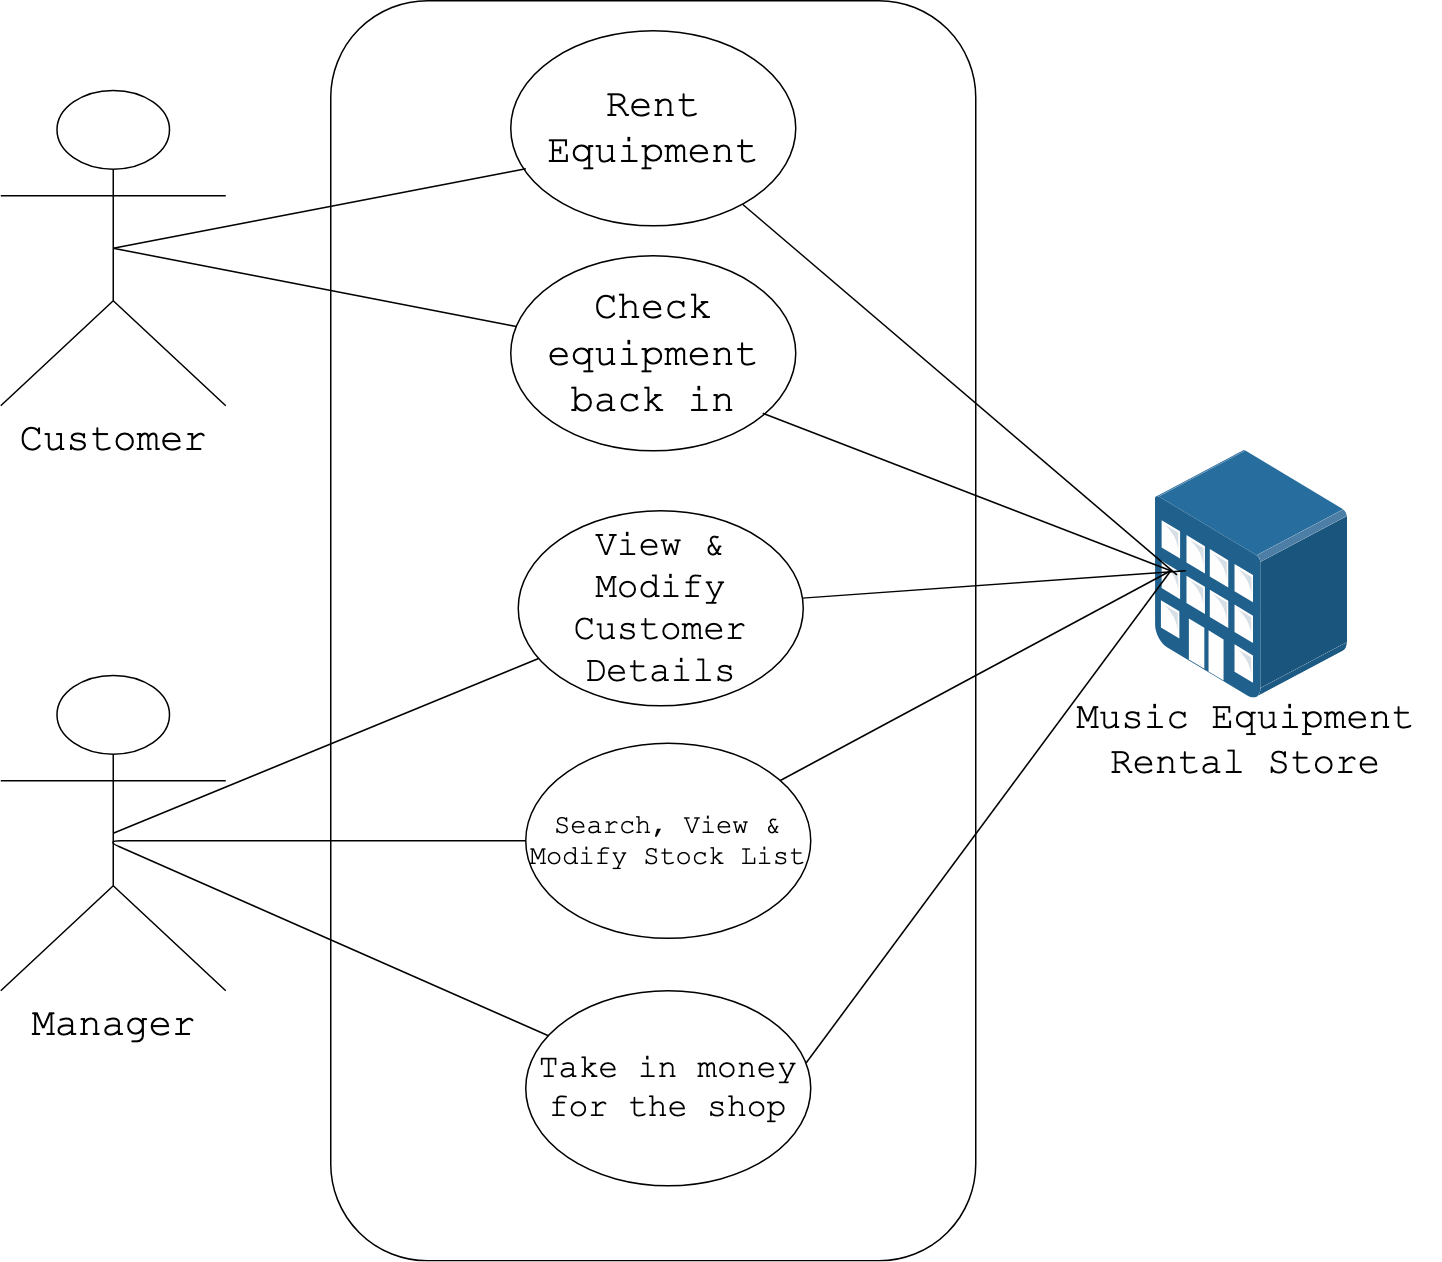 Rent
Equipment
Check
equipment
back in
Customer
View &
Modify
Customer
Details
Music Equipment
Rental Store
Search, View &
Modify Stock List
Manager
Take in money
for the shop